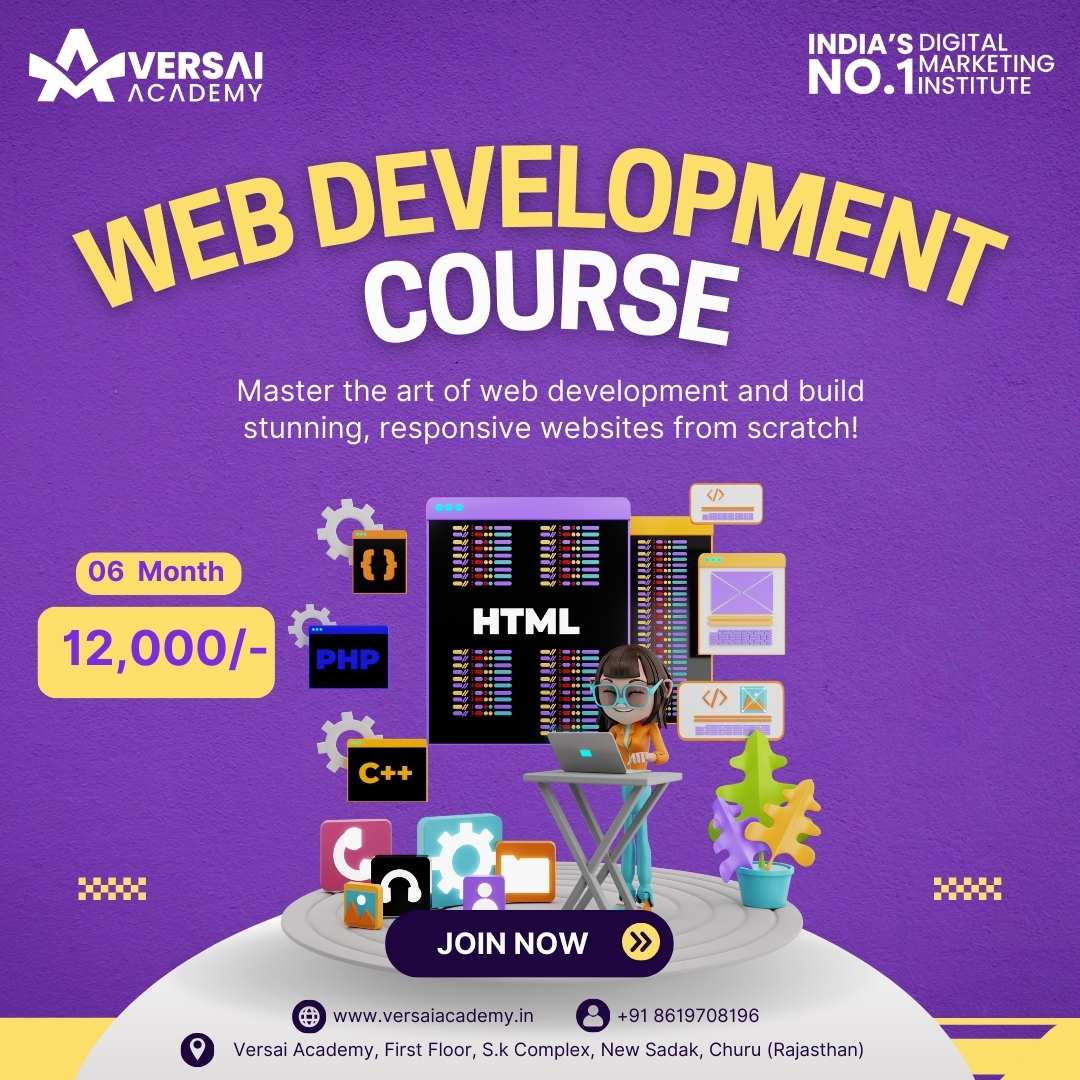 VERSAI
ACADEMY
INDIA'S DIGITAL
NO.1 MARKETING
INSTITUTE
WEB DEVELOPMENT
COURSE
Master the art of web development and build
stunning, responsive websites from scratch!
06 Month
12,000/-
{}
</>
HTML
PHP
</>
C++
JOIN NOW
www.versaiacademy.in
+91 8619708196
Versai Academy, First Floor, S.k Complex, New Sadak, Churu (Rajasthan)